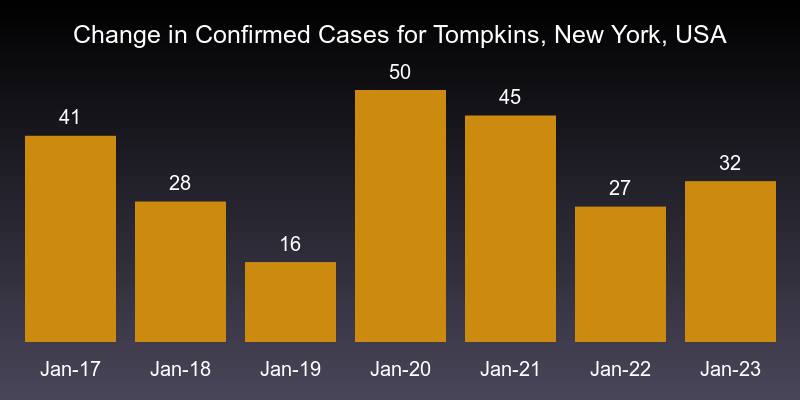 Change in Confirmed Cases for Tompkins, New York, USA
41 28 16 50 45 27 32
Jan-17 Jan-18 Jan-19 Jan-20 Jan-21 Jan-22 Jan-23